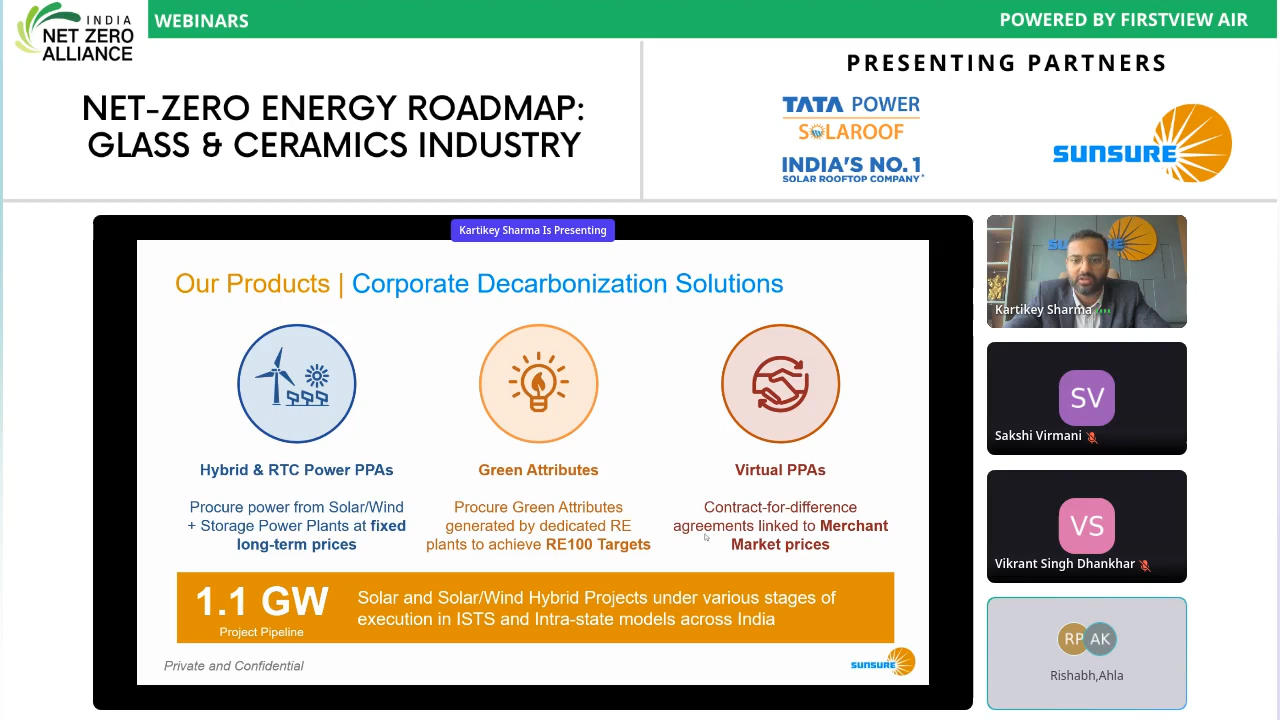 INDIA
NET ZERO
ALLIANCE
WEBINARS
POWERED BY FIRSTVIEW AIR
NET-ZERO ENERGY ROADMAP:
GLASS & CERAMICS INDUSTRY
PRESENTING PARTNERS
TATA POWER
SOLAROOF
INDIA'S NO. 1
SOLAR ROOFTOP COMPANY*
SUNSURE
Kartikey Sharma Is Presenting
Our Products | Corporate Decarbonization Solutions
Hybrid & RTC Power PPAs
Procure power from Solar/Wind
+ Storage Power Plants at fixed
long-term prices
Green Attributes
Procure Green Attributes
generated by dedicated RE
plants to achieve RE100 Targets
Virtual PPAs
Contract-for-difference
agreements linked to Merchant
Market prices
1.1 GW
Project Pipeline
Solar and Solar/Wind Hybrid Projects under various stages of
execution in ISTS and Intra-state models across India
Private and Confidential
SUNSURE
Kartikey Sharma
SV
Sakshi Virmani
VS
Vikrant Singh Dhankhar
RP AK
Rishabh,Ahla